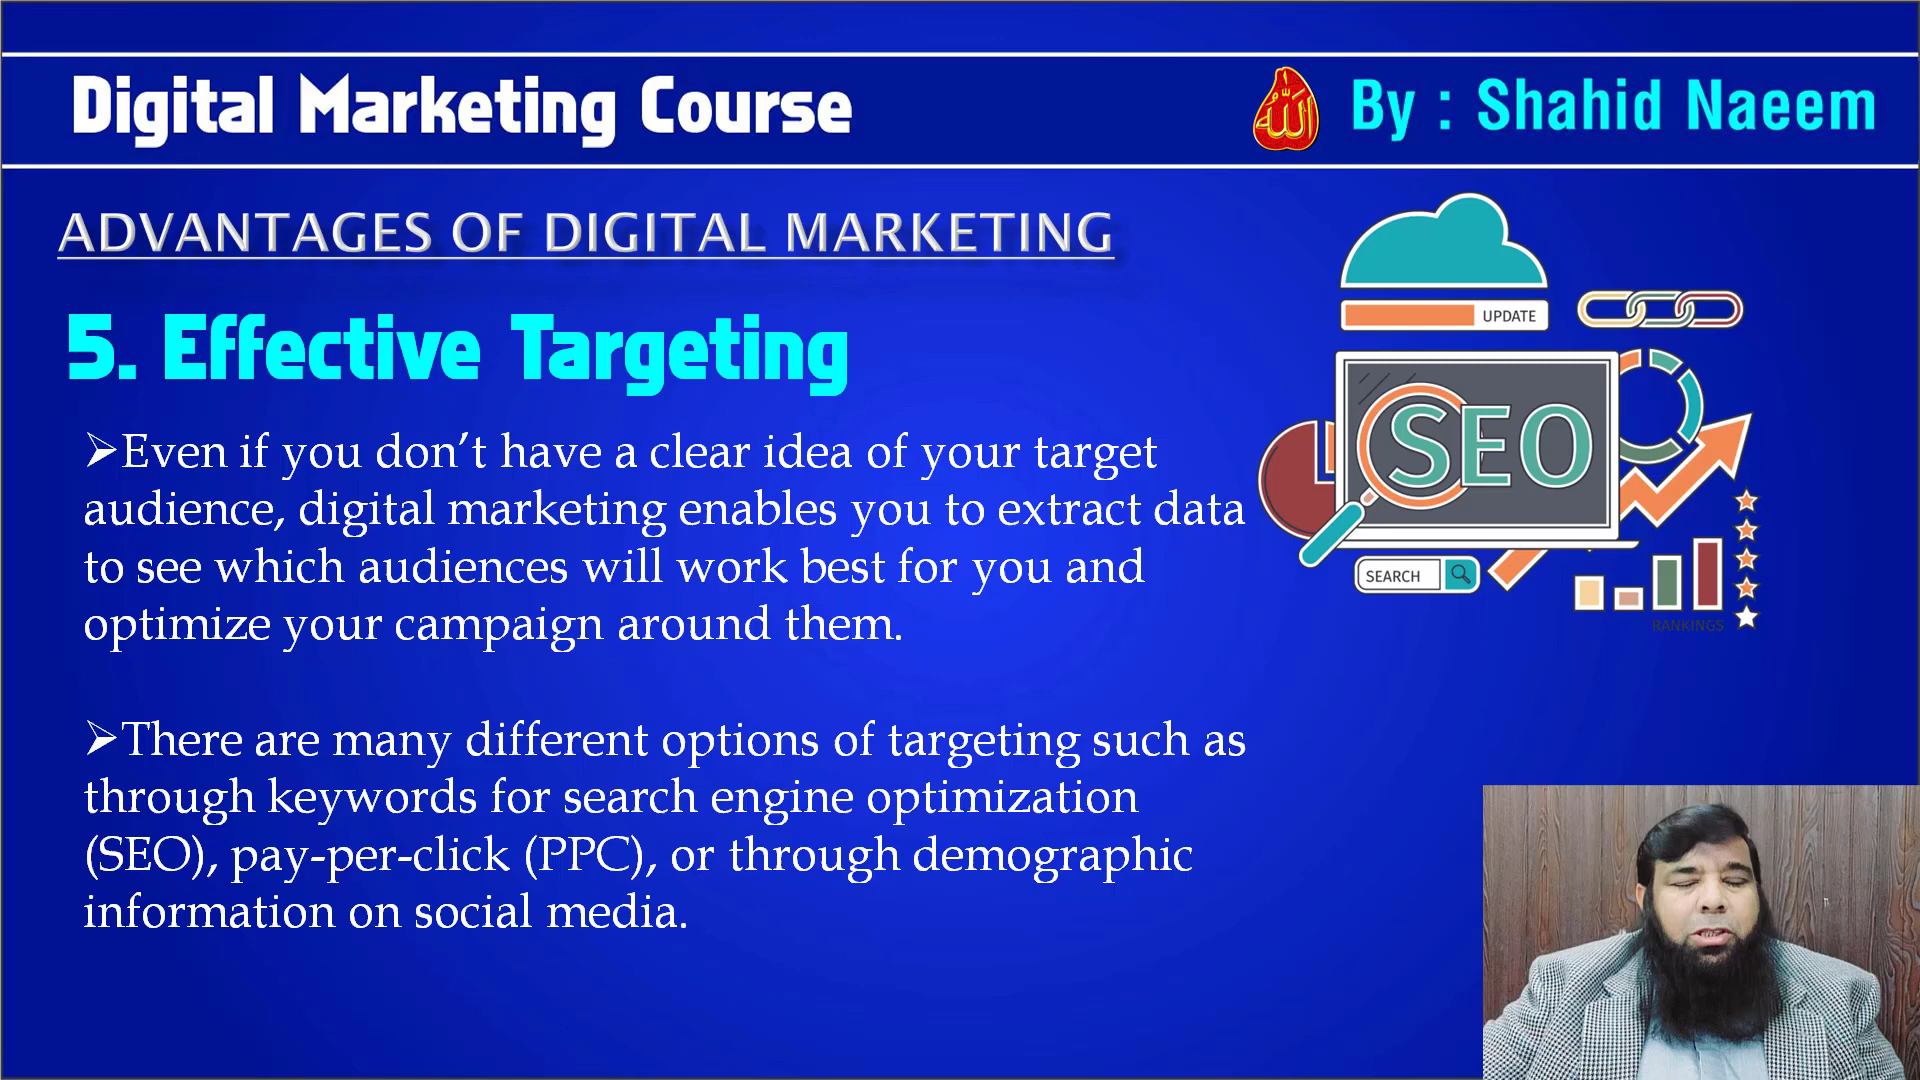 Digital Marketing Course
الله
By : Shahid Naeem
ADVANTAGES OF DIGITAL MARKETING
5. Effective Targeting
➢Even if you don’t have a clear idea of your target
audience, digital marketing enables you to extract data
to see which audiences will work best for you and
optimize your campaign around them.
➢There are many different options of targeting such as
through keywords for search engine optimization
(SEO), pay-per-click (PPC), or through demographic
information on social media.
UPDATE
SEO
SEARCH
RANKINGS